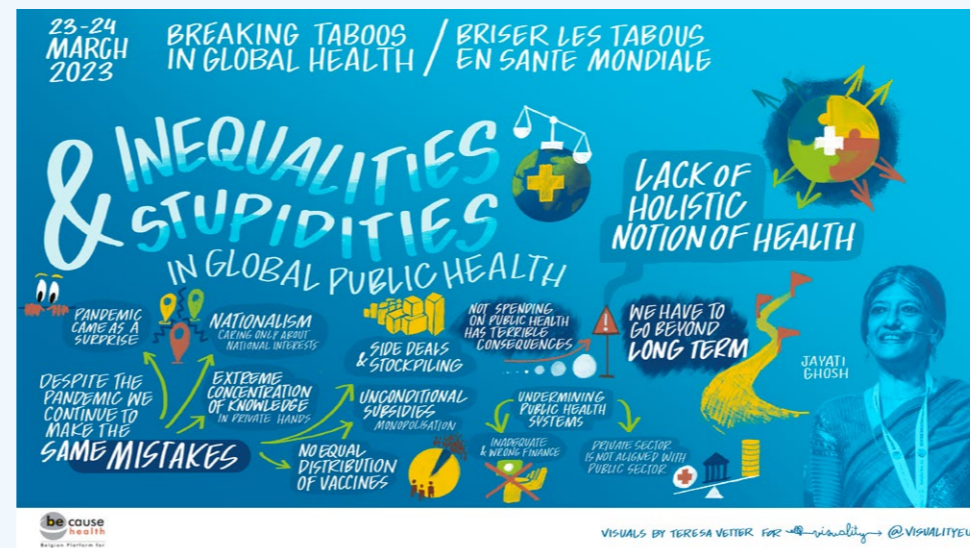 23-24
MARCH
2023
BREAKING TABOOS
IN GLOBAL HEALTH /
BRISER LES TABOUS
EN SANTE MONDIALE
& INEQUALITIES
STUPIDITIES
IN GLOBAL PUBLIC HEALTH
LACK OF
HOLISTIC
NOTION OF HEALTH
PANDEMIC
CAME AS A
SURPRISE
NATIONALISM
CARING ONLY ABOUT
NATIONAL INTERESTS
SIDE DEALS
& STOCKPILING
NOT SPENDING
ON PUBLIC HEALTH
HAS TERRIBLE
CONSEQUENCES
WE HAVE TO
GO BEYOND
LONG TERM
JAYATI
GHOSH
DESPITE THE
PANDEMIC WE
CONTINUE TO
MAKE THE
SAME MISTAKES
EXTREME
CONCENTRATION
OF KNOWLEDGE
IN PRIVATE HANDS
UNCONDITIONAL
SUBSIDIES
MONOPOLISATION
NO EQUAL
DISTRIBUTION
OF VACCINES
UNDERMINING
PUBLIC HEALTH
SYSTEMS
INADEQUATE
& WRONG FINANCE
PRIVATE SECTOR
IS NOT ALIGNED WITH
PUBLIC SECTOR
be cause
health
Belgian Platform for
VISUALS BY TERESA VETTER FOR visuality @VISUALITYEU